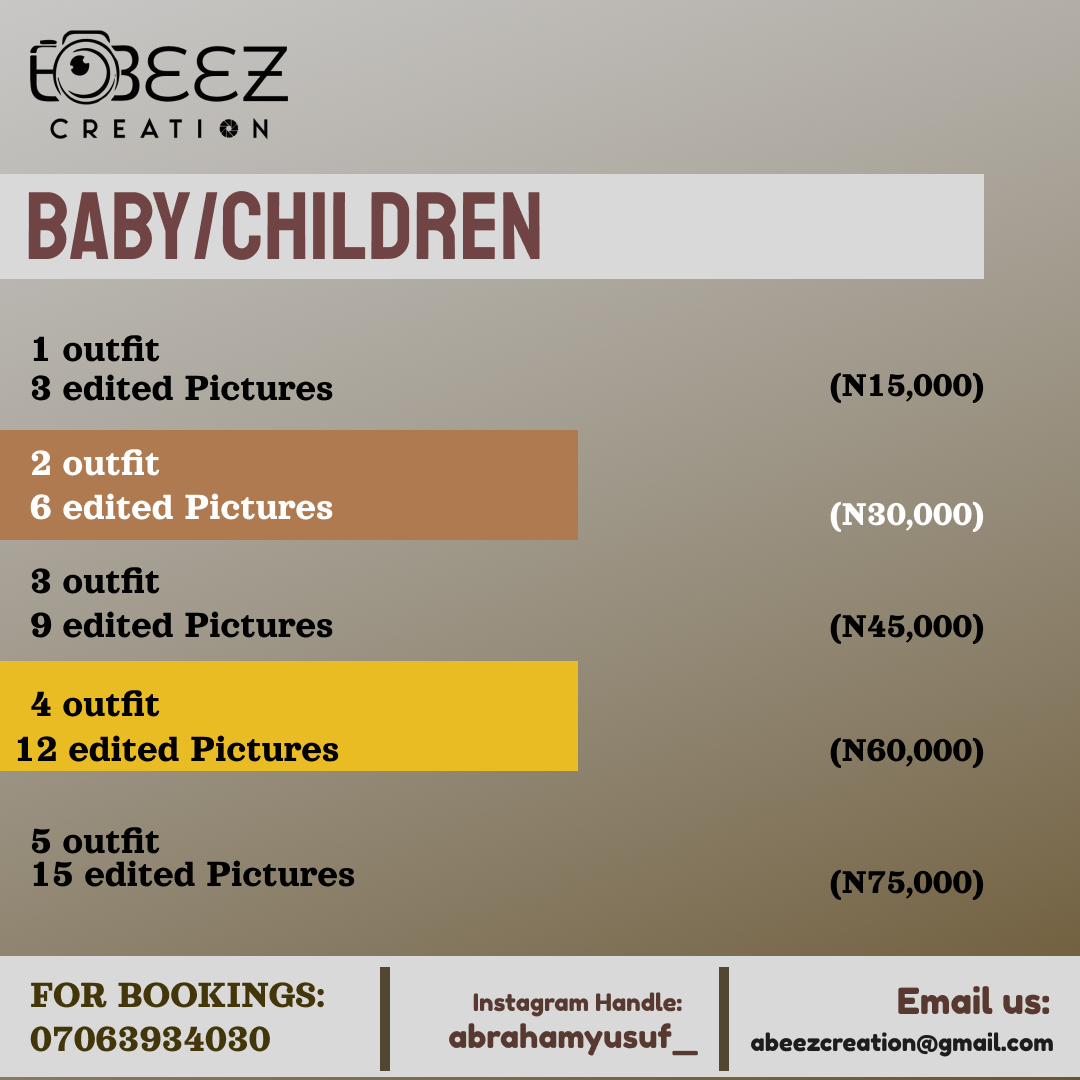 EOBEEZ
CREATION
BABY/CHILDREN
1 outfit
3 edited Pictures
(N15,000)
2 outfit
6 edited Pictures
(N30,000)
3 outfit
9 edited Pictures
(N45,000)
4 outfit
12 edited Pictures
(N60,000)
5 outfit
15 edited Pictures
(N75,000)
FOR BOOKINGS:
07063934030
Instagram Handle:
abrahamyusuf_
Email us:
abeezcreation@gmail.com